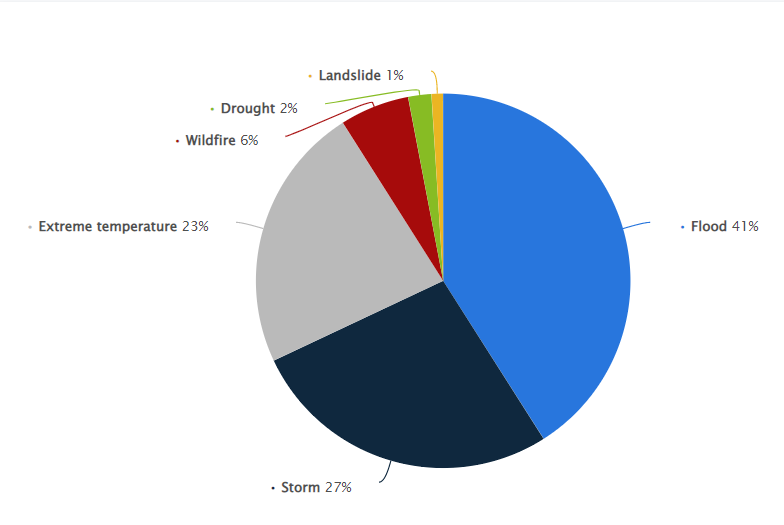 Landslide 1%
Drought 2%
Wildfire 6%
Extreme temperature 23%
Flood 41%
Storm 27%